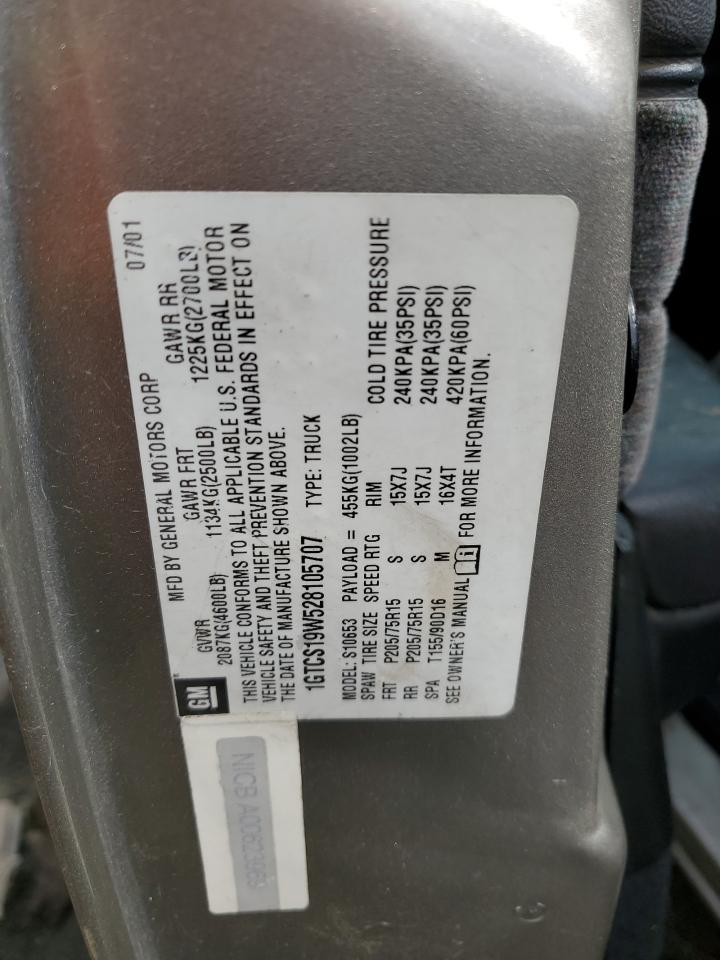 MFD BY GENERAL MOTORS CORP 07/01
GVWR GAWR FRT GAWR RR
2087KG(4600LB) 1134KG(2500LB) 1225KG(2700LB)
THIS VEHICLE CONFORMS TO ALL APPLICABLE U.S. FEDERAL MOTOR
VEHICLE SAFETY AND THEFT PREVENTION STANDARDS IN EFFECT ON
THE DATE OF MANUFACTURE SHOWN ABOVE.
1GTCS19W528105707 TYPE: TRUCK
MODEL: S10653 PAYLOAD = 455KG(1002LB)
SPAW TIRE SIZE SPEED RTG RIM COLD TIRE PRESSURE
FRT P205/75R15 S 15X7J 240KPA(35PSI)
RR P205/75R15 S 15X7J 240KPA(35PSI)
SPA T155/90D16 M 16X4T 420KPA(60PSI)
SEE OWNER'S MANUAL FOR MORE INFORMATION.
GM
NICB